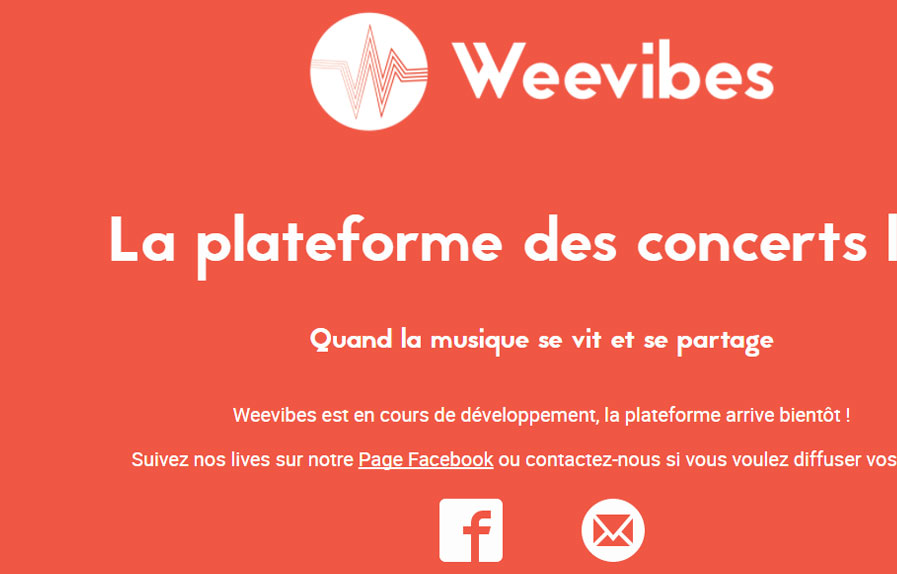 Weevibes
La plateforme des concerts
Quand la musique se vit et se partage
Weevibes est en cours de développement, la plateforme arrive bientôt !
Suivez nos lives sur notre Page Facebook ou contactez-nous si vous voulez diffuser vos